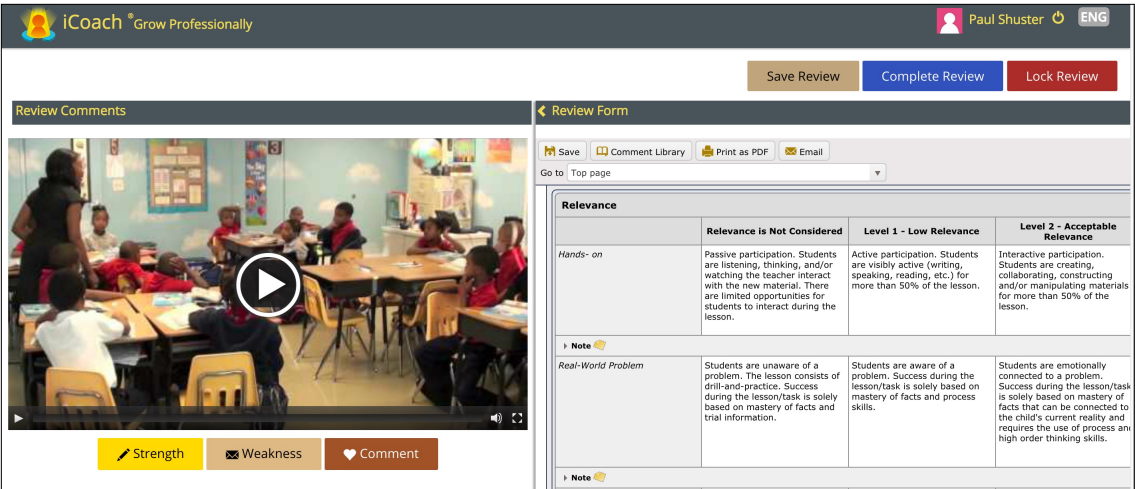 iCoach ® Grow Professionally
Paul Shuster
ENG
Save Review
Complete Review
Lock Review
Review Comments
Review Form
Save
Comment Library
Print as PDF
Email
Go to
Top page
Relevance
Relevance is Not Considered
Level 1 - Low Relevance
Level 2 - Acceptable
Relevance
Hands- on
Passive participation. Students
are listening, thinking, and/or
watching the teacher interact
with the new material. There
are limited opportunities for
students to interact during the
lesson.
Active participation. Students
are visibly active (writing,
speaking, reading, etc.) for
more than 50% of the lesson.
Interactive participation.
Students are creating,
collaborating, constructing
and/or manipulating materials
for more than 50% of the
lesson.
Note
Real-World Problem
Students are unaware of a
problem. The lesson consists of
drill-and-practice. Success
during the lesson/task is solely
based on mastery of facts and
trial information.
Students are aware of a
problem. Success during the
lesson/task is solely based on
mastery of facts and process
skills.
Students are emotionally
connected to a problem.
Success during the lesson/task
is solely based on mastery of
facts that can be connected to
the child's current reality and
requires the use of process and
high order thinking skills.
Note
Strength
Weakness
Comment